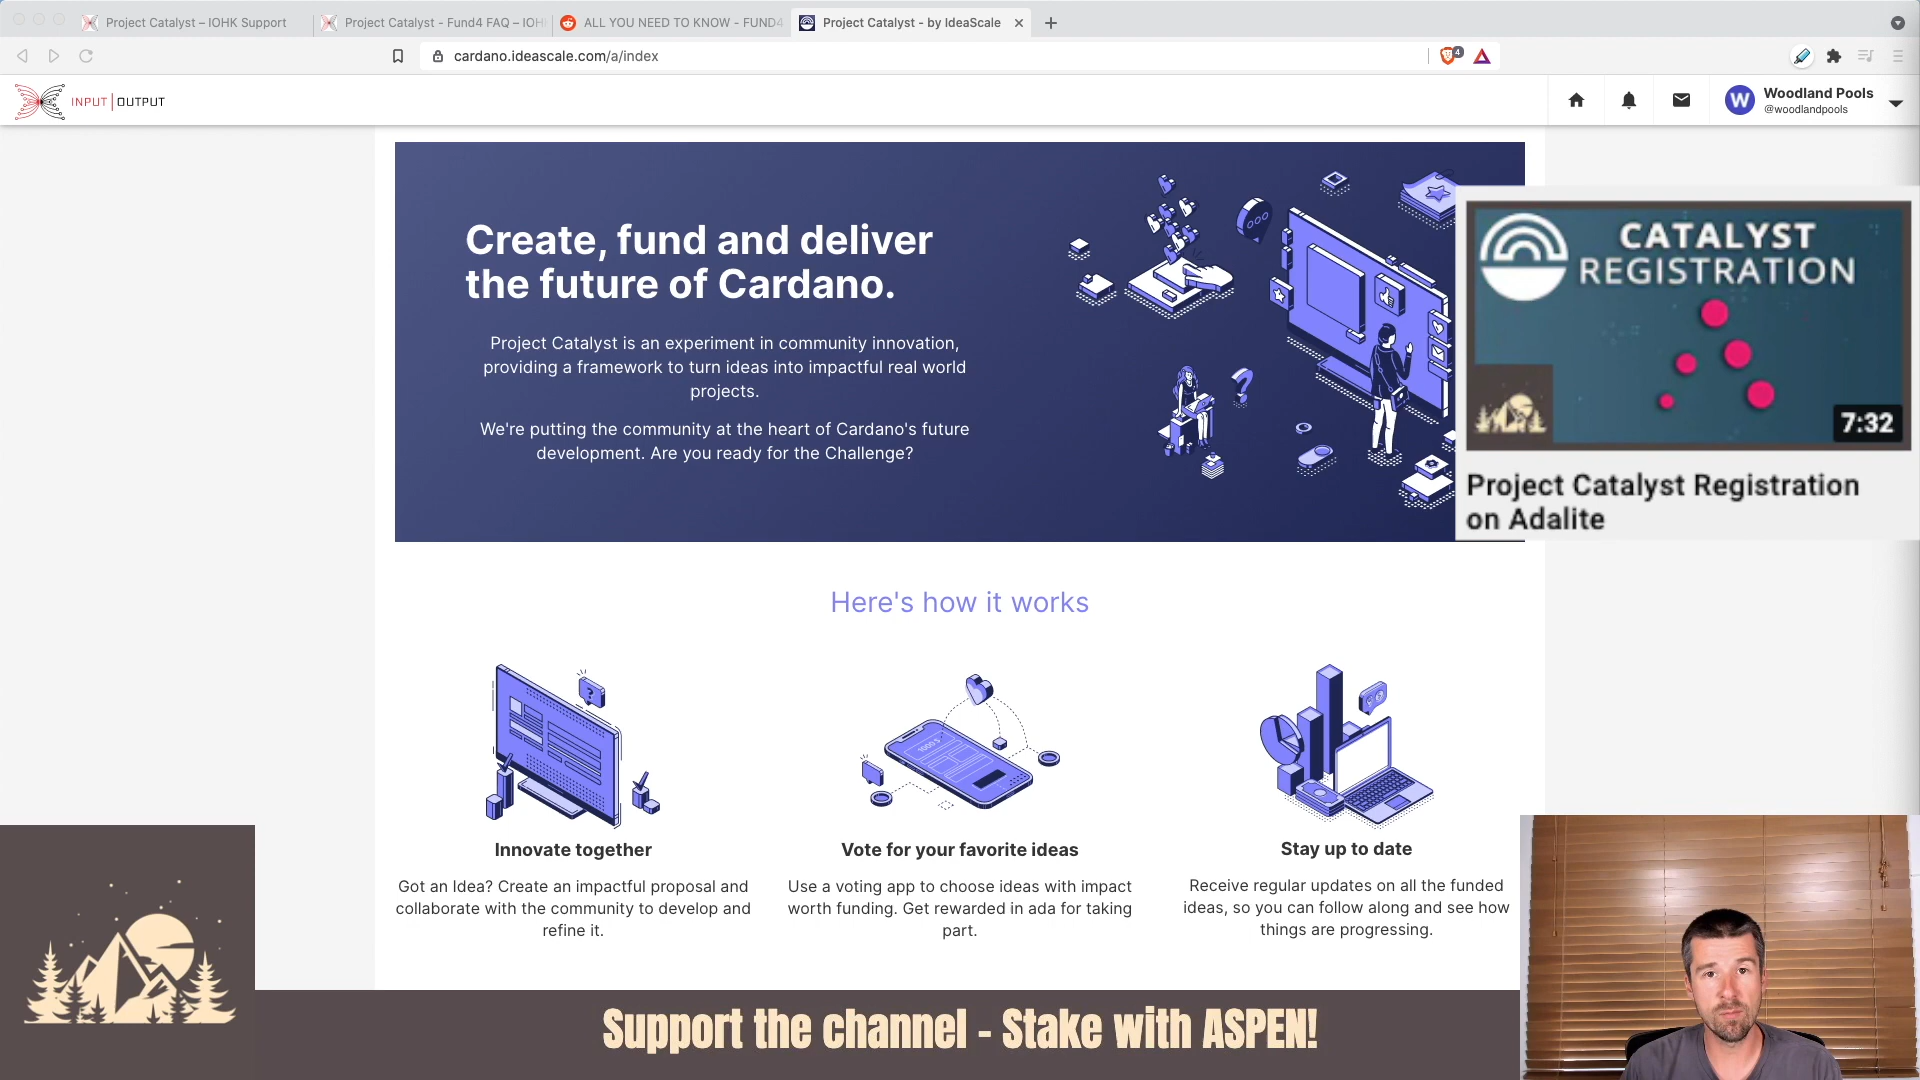 Project Catalyst – IOHK Support
Project Catalyst - Fund4 FAQ – IOH
ALL YOU NEED TO KNOW - FUND4
Project Catalyst - by IdeaScale
cardano.ideascale.com/a/index
4
INPUT | OUTPUT
W
Woodland Pools
@woodlandpools
Create, fund and deliver
the future of Cardano.
Project Catalyst is an experiment in community innovation,
providing a framework to turn ideas into impactful real world
projects.
We're putting the community at the heart of Cardano's future
development. Are you ready for the Challenge?
CATALYST
REGISTRATION
7:32
Project Catalyst Registration
on Adalite
Here's how it works
Innovate together
Got an Idea? Create an impactful proposal and
collaborate with the community to develop and
refine it.
Vote for your favorite ideas
Use a voting app to choose ideas with impact
worth funding. Get rewarded in ada for taking
part.
Stay up to date
Receive regular updates on all the funded
ideas, so you can follow along and see how
things are progressing.
Support the channel - Stake with ASPEN!